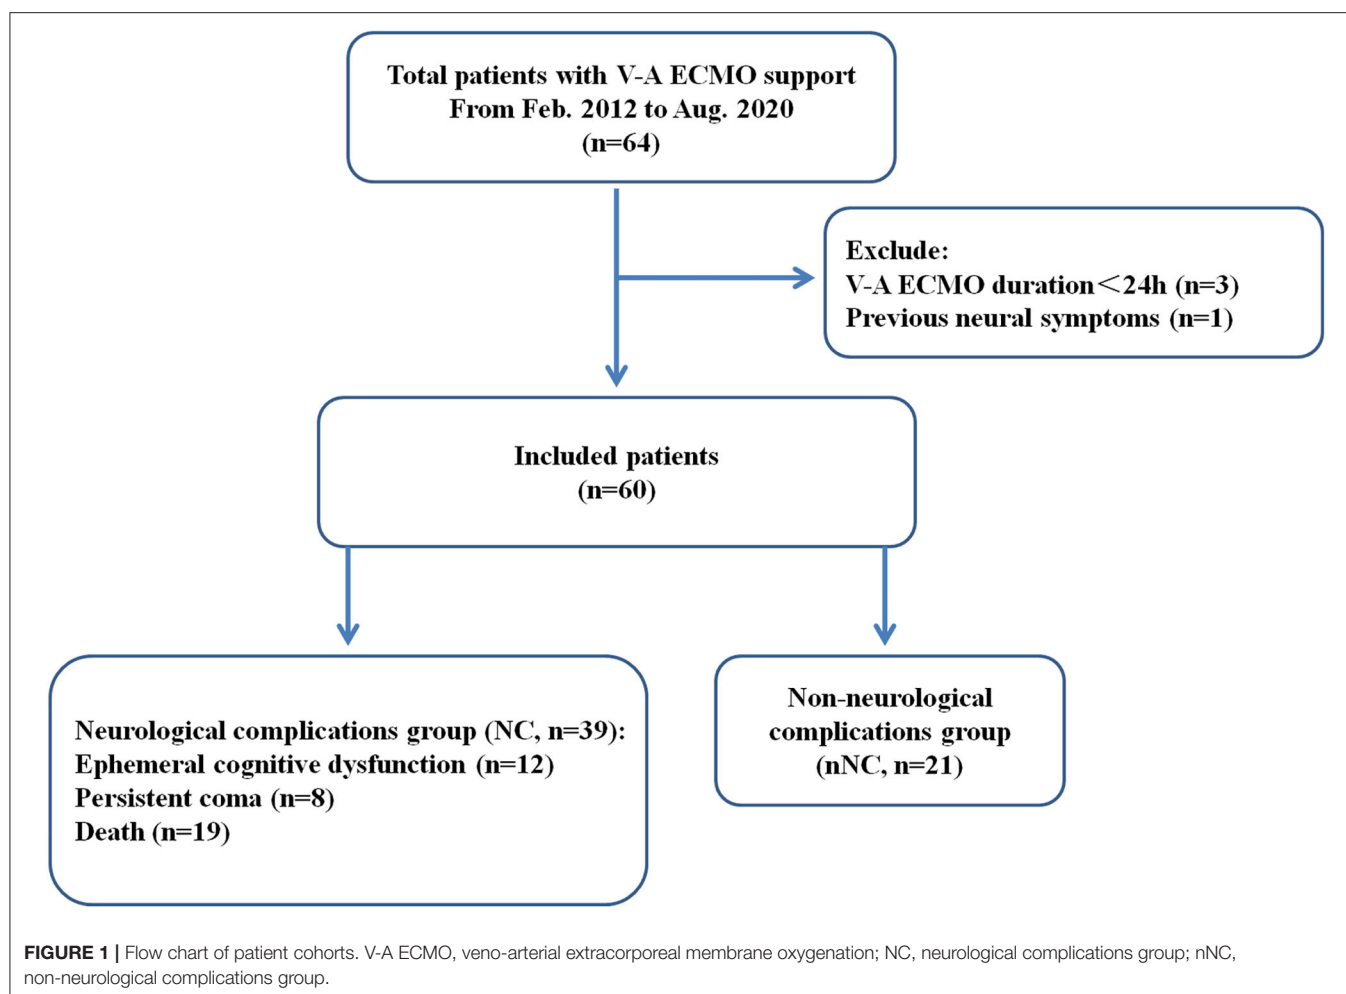 Total patients with V-A ECMO support
From Feb. 2012 to Aug. 2020
(n=64)
Exclude:
V-A ECMO duration<24h (n=3)
Previous neural symptoms (n=1)
Included patients
(n=60)
Neurological complications group (NC, n=39):
Ephemeral cognitive dysfunction (n=12)
Persistent coma (n=8)
Death (n=19)
Non-neurological
complications group
(nNC, n=21)
FIGURE 1 | Flow chart of patient cohorts. V-A ECMO, veno-arterial extracorporeal membrane oxygenation; NC, neurological complications group; nNC,
non-neurological complications group.